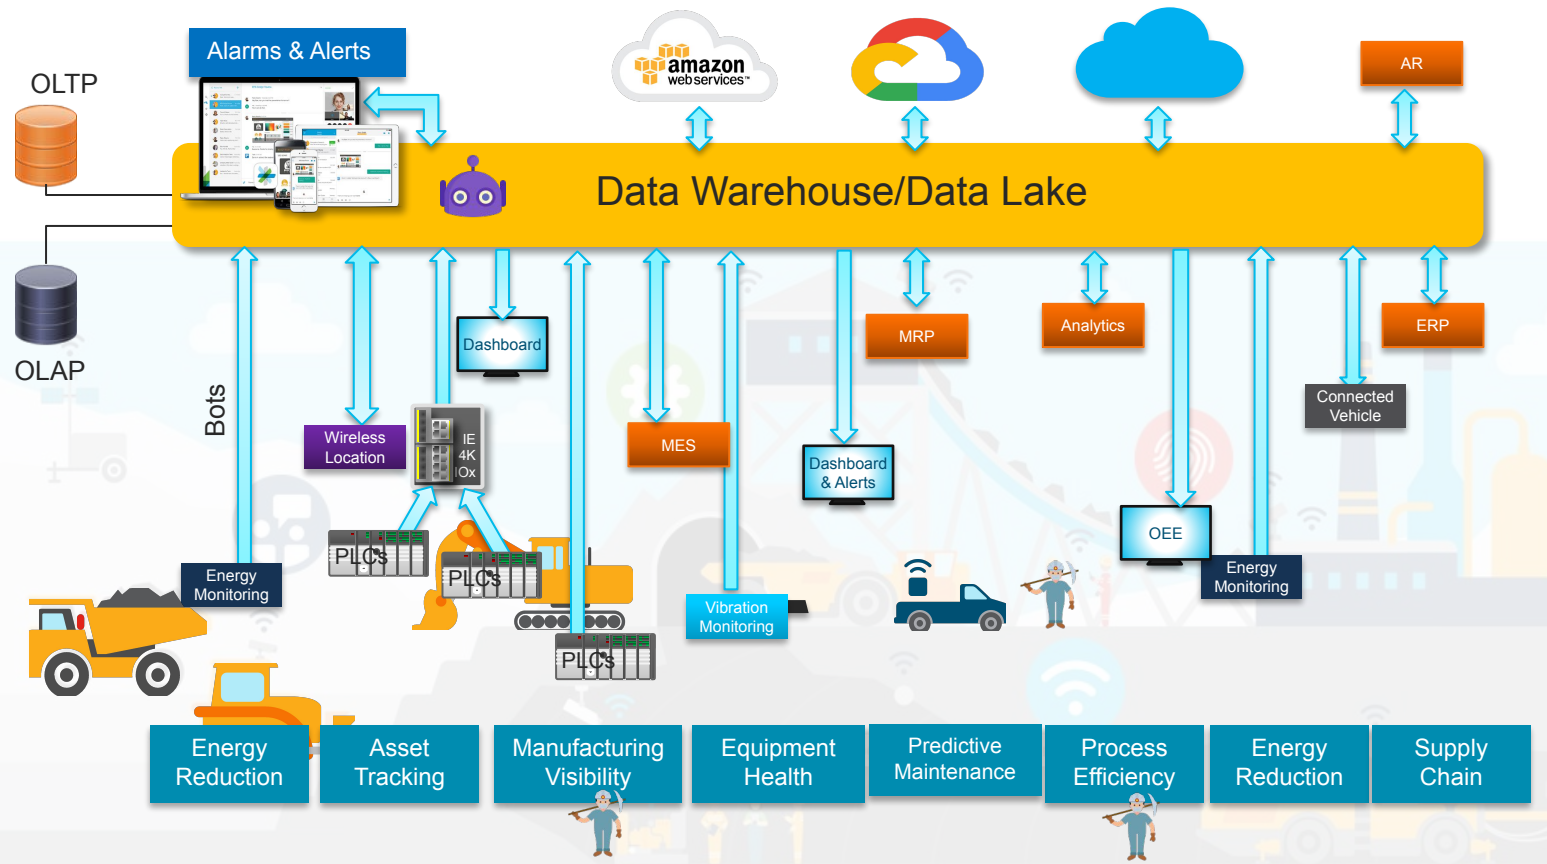 Alarms & Alerts
OLTP
amazon
web services™
AR
Data Warehouse/Data Lake
OLAP
Bots
Dashboard
MRP
Analytics
ERP
Connected
Vehicle
Wireless
Location
IE
4K
IOx
MES
Dashboard
& Alerts
OEE
PLCs
PLCs
Energy
Monitoring
Energy
Monitoring
Vibration
Monitoring
PLCs
Energy
Reduction
Asset
Tracking
Manufacturing
Visibility
Equipment
Health
Predictive
Maintenance
Process
Efficiency
Energy
Reduction
Supply
Chain